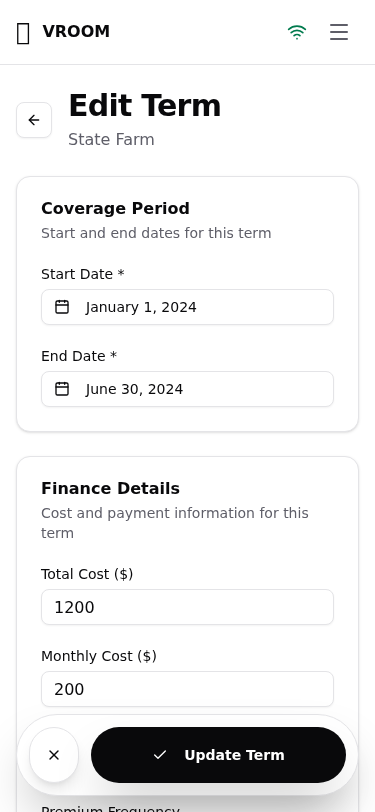 VROOM
Edit Term
State Farm
Coverage Period
Start and end dates for this term
Start Date *
January 1, 2024
End Date *
June 30, 2024
Finance Details
Cost and payment information for this
term
Total Cost ($)
1200
Monthly Cost ($)
200
Update Term
Premium Frequency